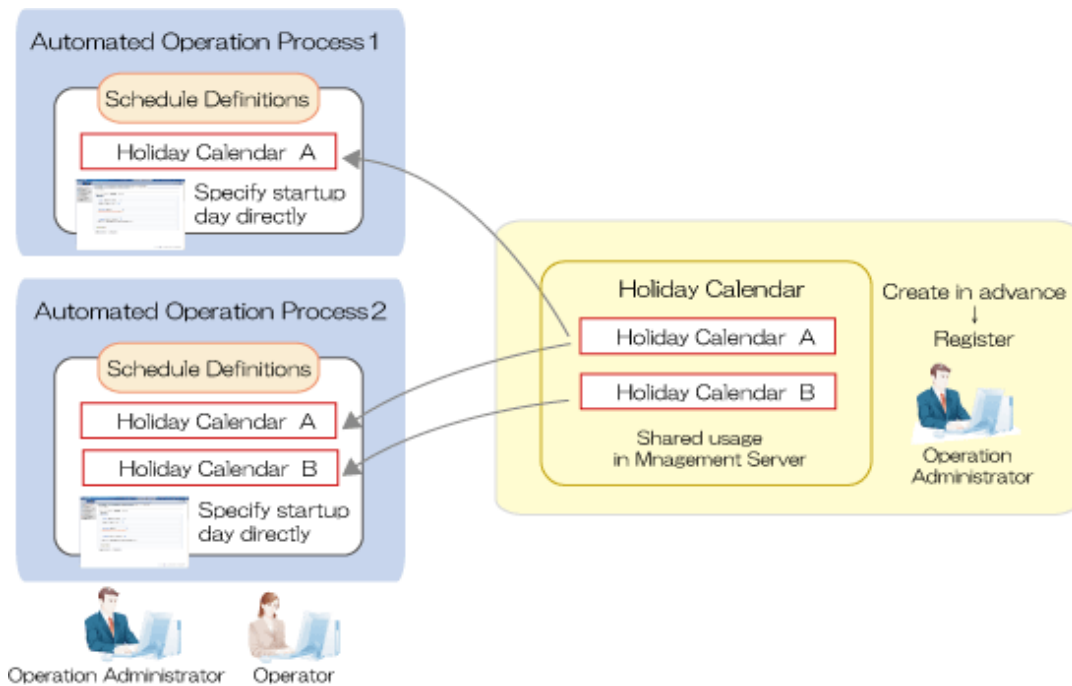 Automated Operation Process 1
Schedule Definitions
Holiday Calendar A
Specify startup
day directly
Automated Operation Process 2
Schedule Definitions
Holiday Calendar A
Holiday Calendar B
Specify startup
day directly
Operation Administrator
Operator
Holiday Calendar
Holiday Calendar A
Holiday Calendar B
Shared usage
in Mnagement Server
Create in advance
↓
Register
Operation
Administrator